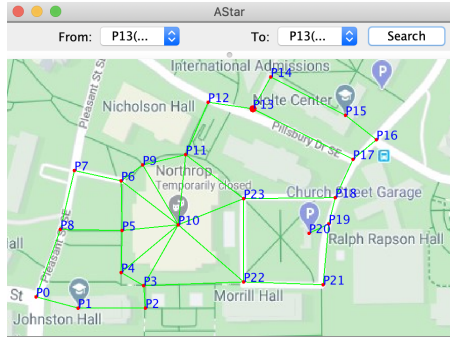 AStar
From: P13(... To: P13(... Search
International Admissions
P14
P
Pleasant St S
Nicholson Hall
P12
P13
Nolte Center
P15
Pillsbury Dr SE
P16
P17
P11
P9
P7
P6
Northrop
Temporarily closed
P23
Church Street Garage
P18
P10
P19
P
P20
Ralph Rapson Hall
P8
P5
Pleasant St SE
all
P4
P3
P22
P21
Morrill Hall
St
P0
P1
P2
Johnston Hall